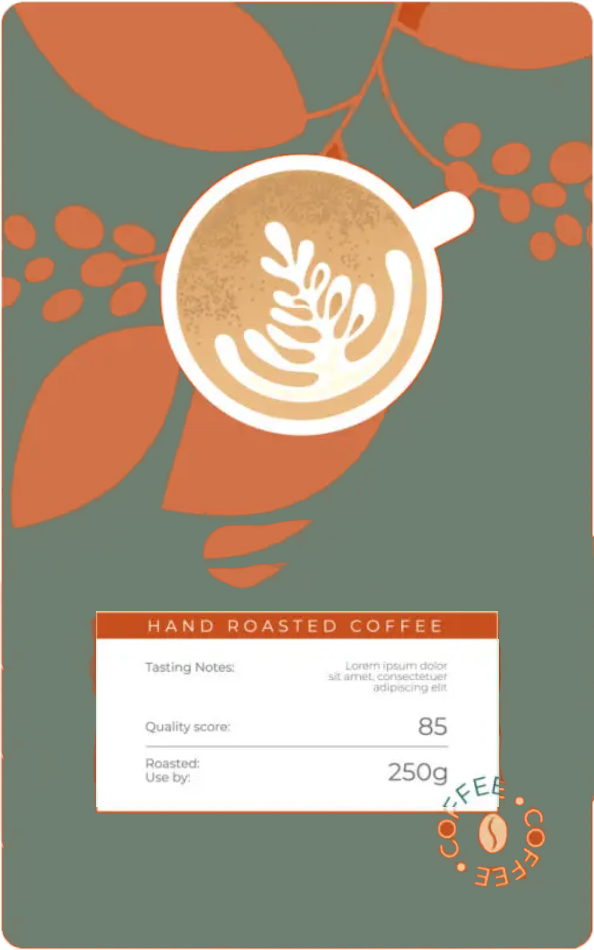 HAND ROASTED COFFEE
Tasting Notes:
Lorem ipsum dolor
sit amet, consectetuer
adipiscing elit
Quality score:
85
Roasted:
Use by:
250g
COFFEE • COFFEE •